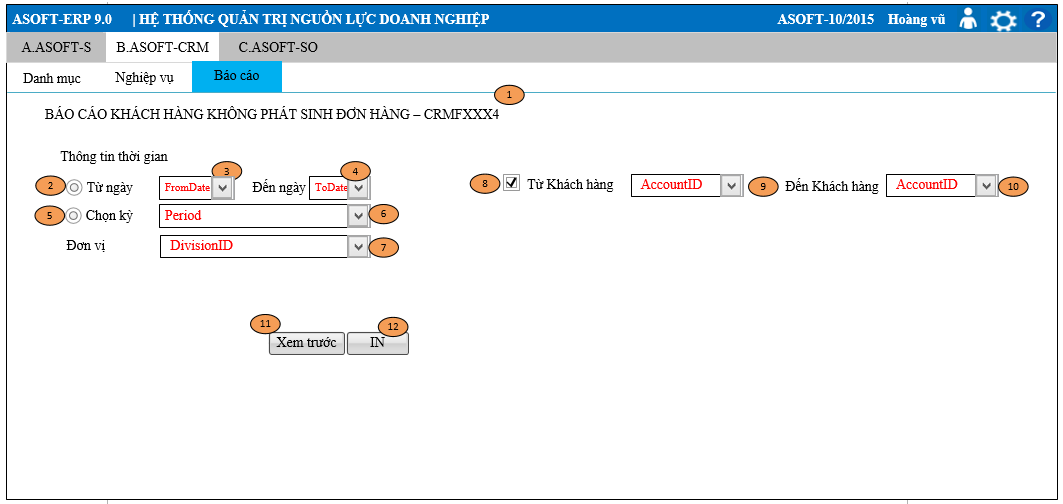 ASOFT-ERP 9.0 | HỆ THỐNG QUẢN TRỊ NGUỒN LỰC DOANH NGHIỆP ASOFT-10/2015 Hoàng vũ ?
A.ASOFT-S B.ASOFT-CRM C.ASOFT-SO
Danh mục Nghiệp vụ Báo cáo
1
BÁO CÁO KHÁCH HÀNG KHÔNG PHÁT SINH ĐƠN HÀNG – CRMFXXX4
Thông tin thời gian
3 4
2 Từ ngày FromDate Đến ngày ToDate 8 Từ Khách hàng AccountID 9 Đến Khách hàng AccountID 10
5 Chọn kỳ Period 6
Đơn vị DivisionID 7
11 12
Xem trước IN